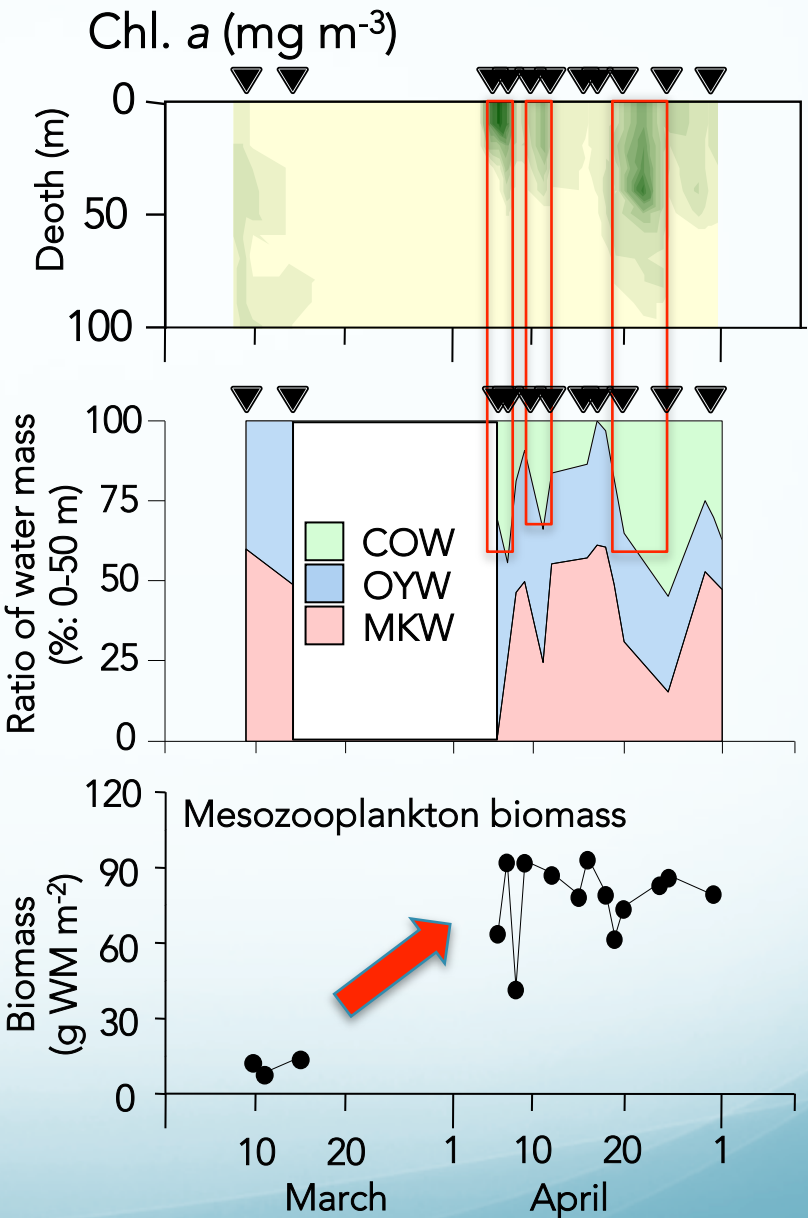 Chl. a (mg m-3)
0
50
100
Deoth (m)
100
75
50
25
0
Ratio of water mass
(%: 0-50 m)
COW
OYW
MKW
120
90
60
30
0
Biomass
(g WM m-2)
Mesozooplankton biomass
10 20 1 10 20 1
March April